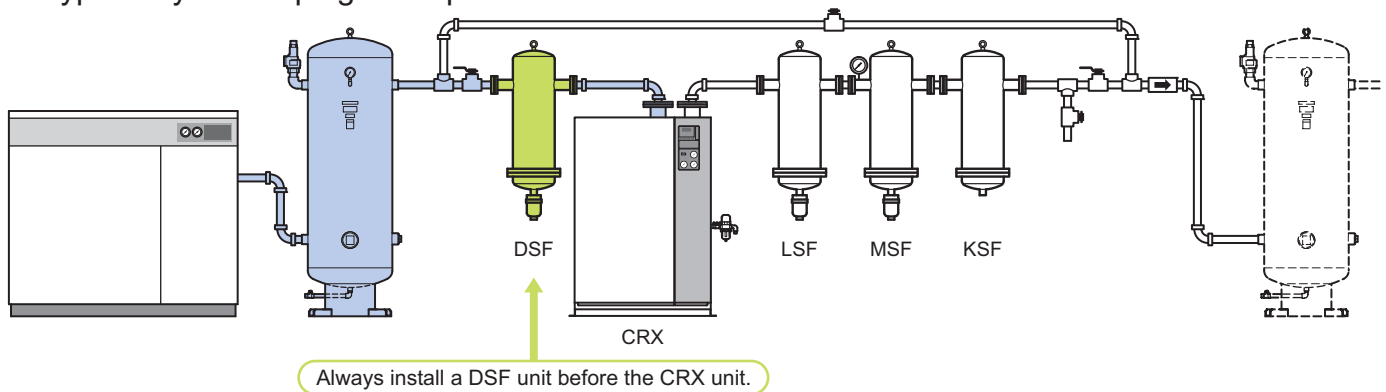 DSF
LSF
MSF
KSF
CRX
Always install a DSF unit before the CRX unit.